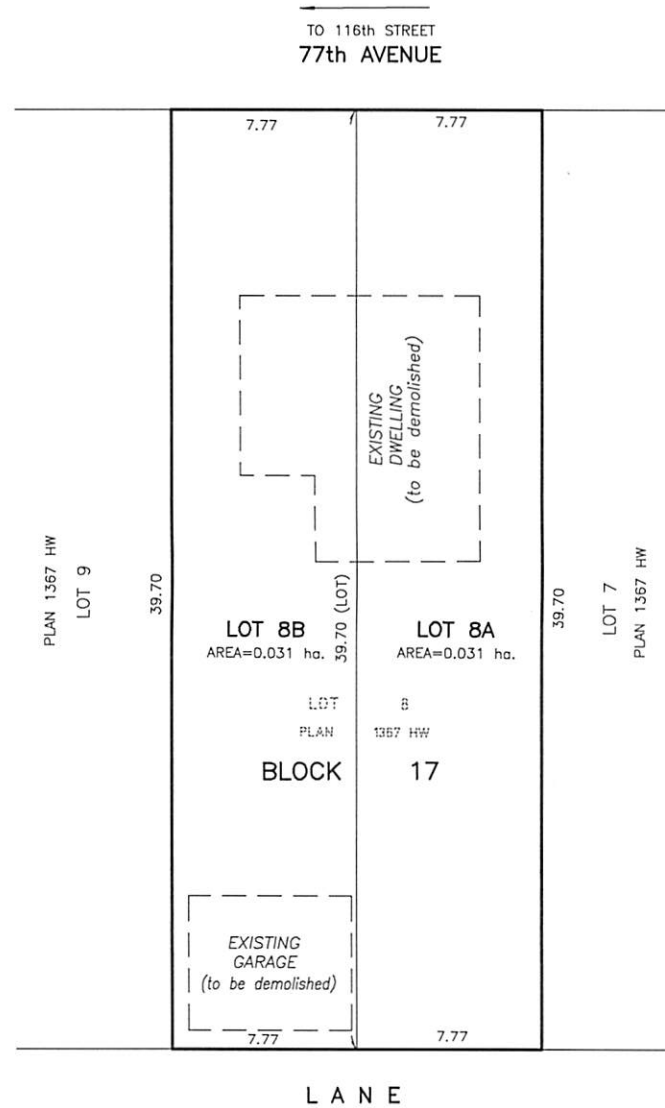 TO 116th STREET
77th AVENUE
7.77
7.77
EXISTING
DWELLING
(to be demolished)
PLAN 1367 HW
LOT 9
39.70
39.70 (LOT)
39.70
LOT 7
PLAN 1367 HW
LOT 8B
AREA=0.031 ha.
LOT 8A
AREA=0.031 ha.
LOT 8
PLAN 1367 HW
BLOCK 17
EXISTING
GARAGE
(to be demolished)
7.77
7.77
LANE